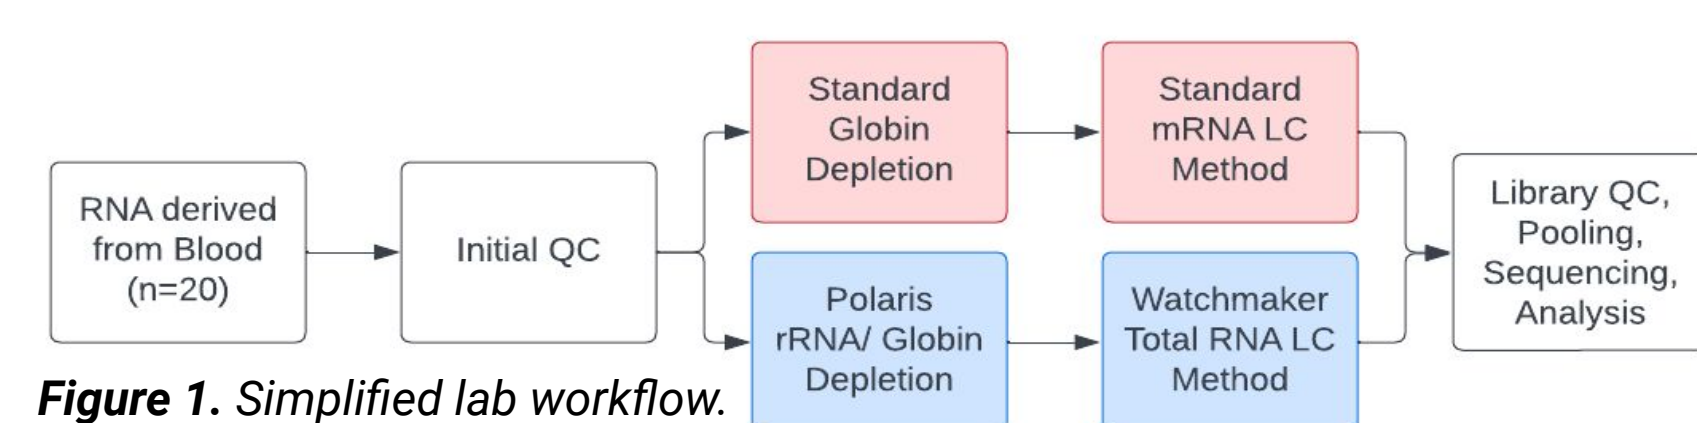 RNA derived
from Blood
(n=20)
Initial QC
Standard
Globin
Depletion
Standard
mRNA LC
Method
Polaris
rRNA/ Globin
Depletion
Watchmaker
Total RNA LC
Method
Library QC,
Pooling,
Sequencing,
Analysis
Figure 1. Simplified lab workflow.